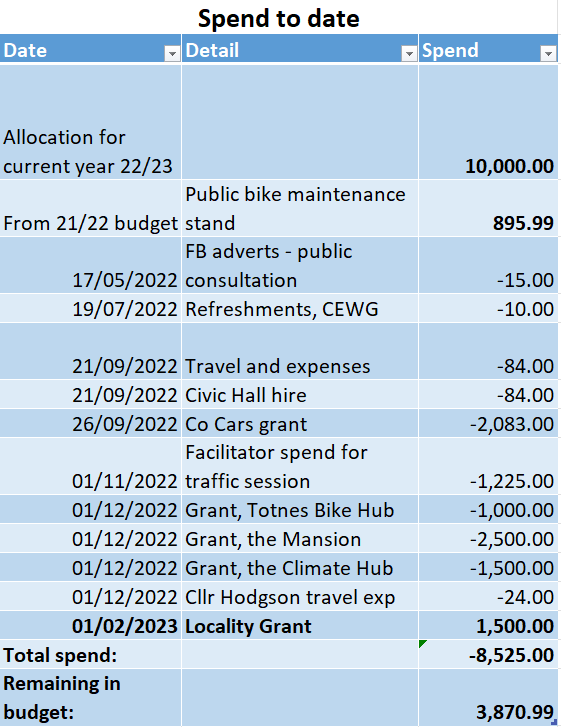 Spend to date
Date Detail Spend
Allocation for
current year 22/23 10,000.00
Public bike maintenance
From 21/22 budget stand 895.99
FB adverts - public
17/05/2022 consultation -15.00
19/07/2022 Refreshments, CEWG -10.00
21/09/2022 Travel and expenses -84.00
21/09/2022 Civic Hall hire -84.00
26/09/2022 Co Cars grant -2,083.00
Facilitator spend for
01/11/2022 traffic session -1,225.00
01/12/2022 Grant, Totnes Bike Hub -1,000.00
01/12/2022 Grant, the Mansion -2,500.00
01/12/2022 Grant, the Climate Hub -1,500.00
01/12/2022 Cllr Hodgson travel exp -24.00
01/02/2023 Locality Grant 1,500.00
Total spend: -8,525.00
Remaining in
budget: 3,870.99